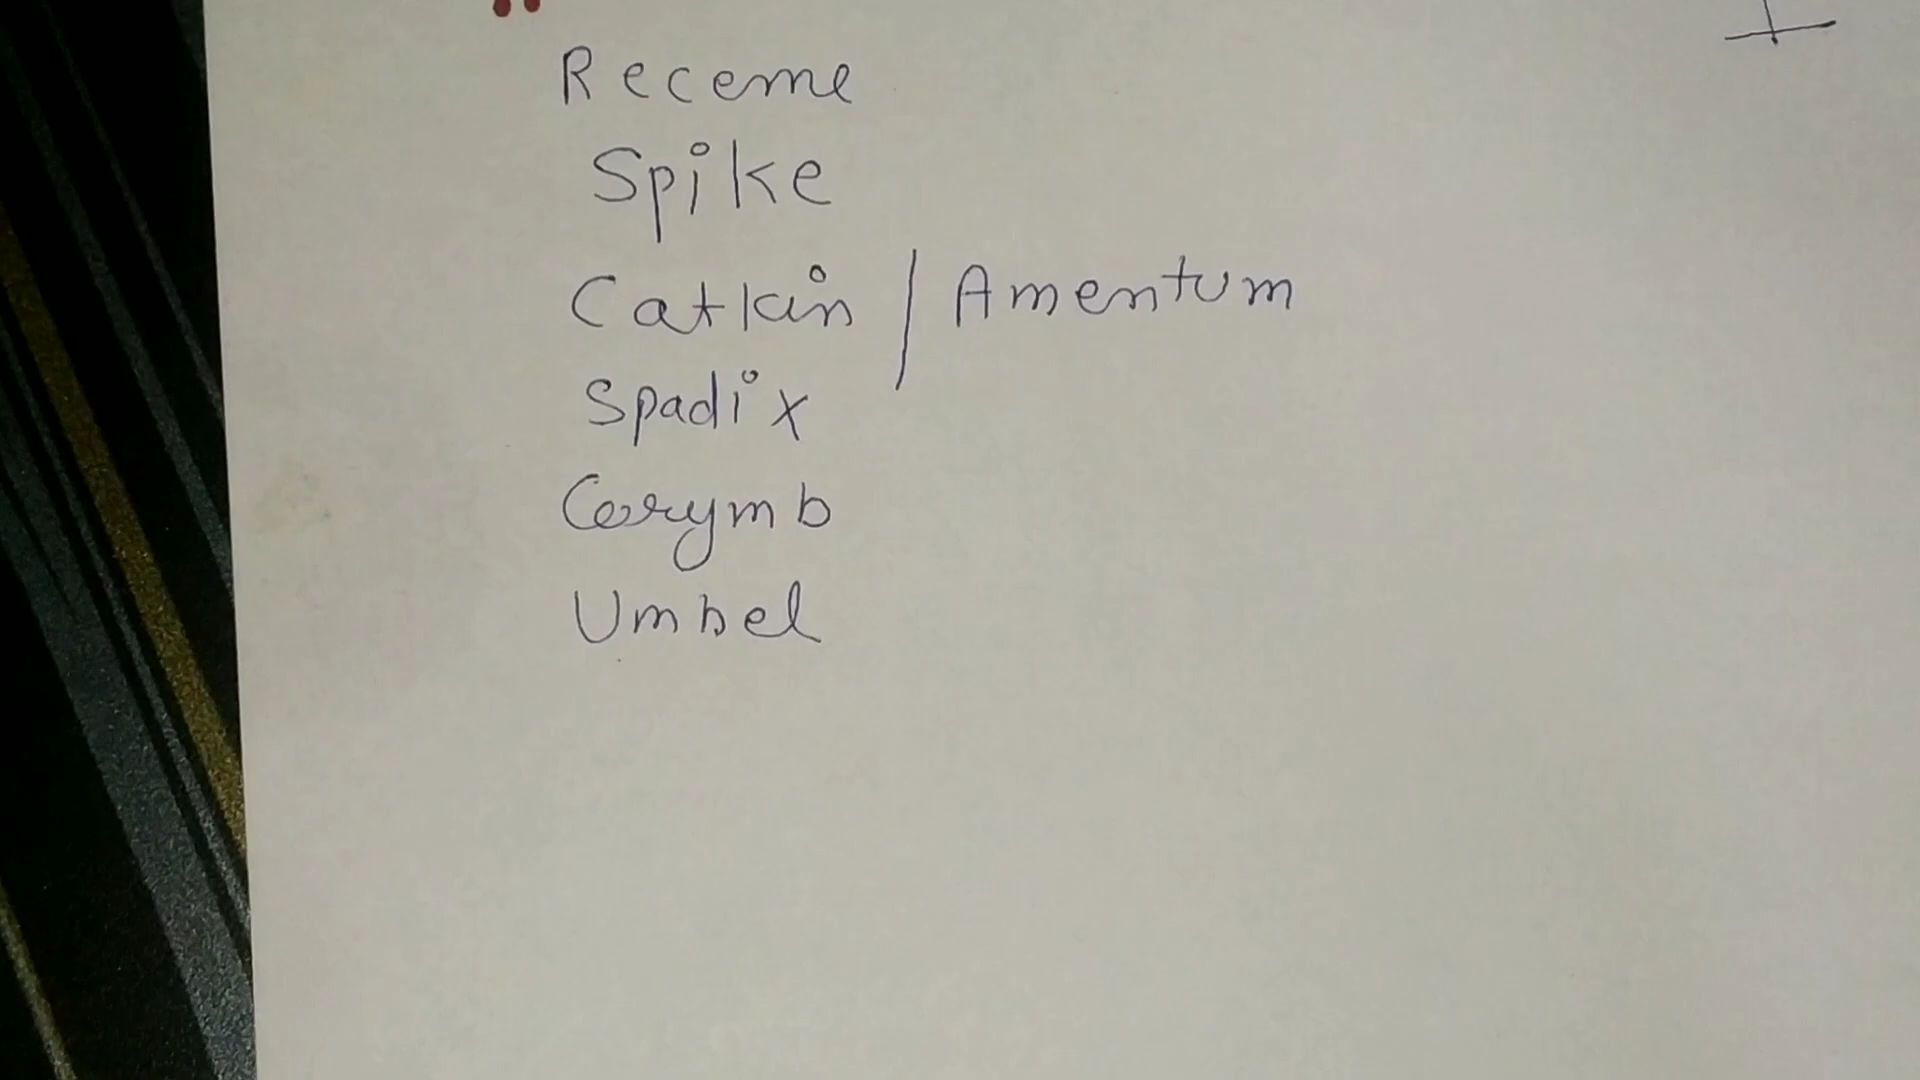 Receme
Spike
Catkin / Amentum
Spadix
Corymb
Umbel